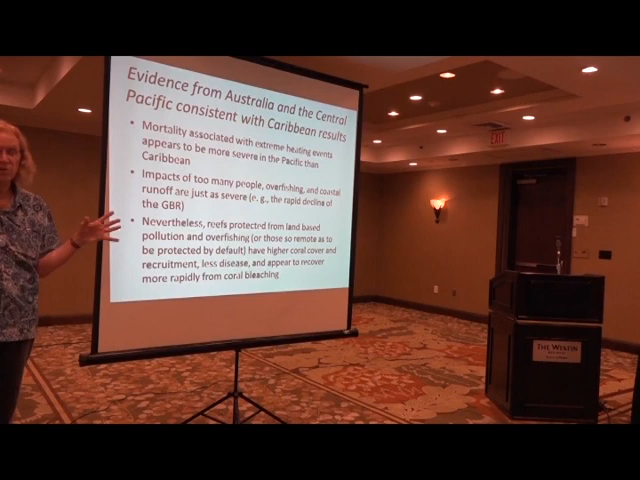 Evidence from Australia and the Central
Pacific consistent with Caribbean results
• Mortality associated with extreme heating events
appears to be more severe in the Pacific than
Caribbean
• Impacts of too many people, overfishing, and coastal
runoff are just as severe (e. g., the rapid decline of
the GBR)
• Nevertheless, reefs protected from land based
pollution and overfishing (or those so remote as to
be protected by default) have higher coral cover and
recruitment, less disease, and appear to recover
more rapidly from coral bleaching
EXIT
THE WESTIN